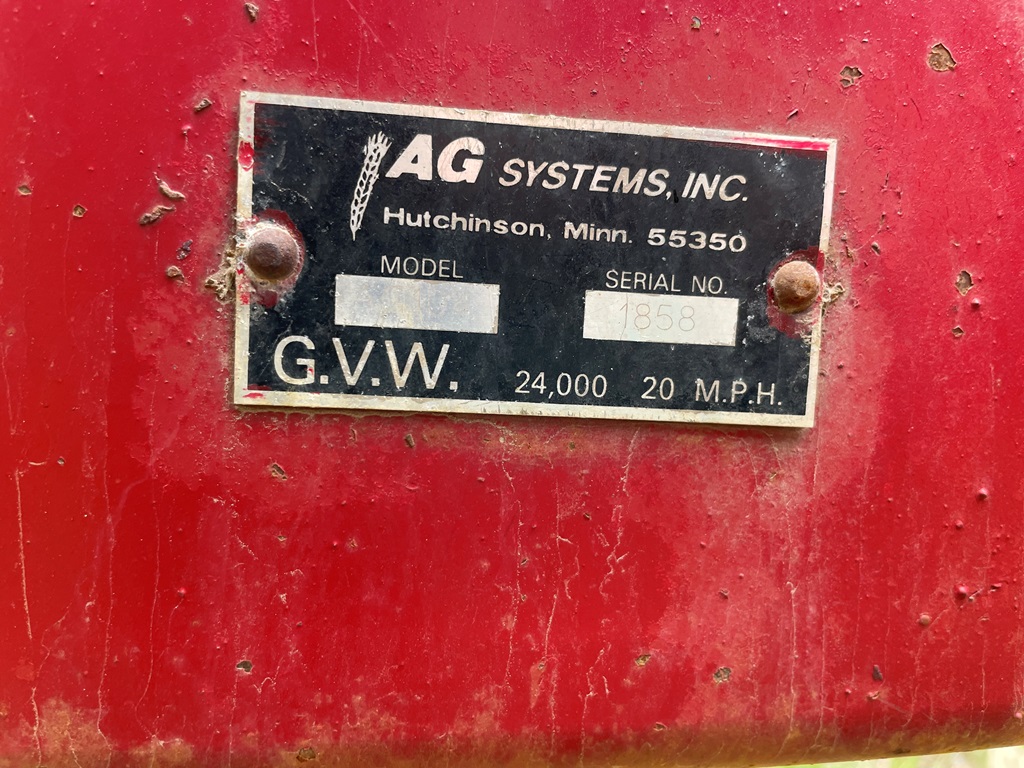 AG SYSTEMS, INC.
Hutchinson, Minn. 55350
MODEL SERIAL NO.
1858
G.V.W. 24,000 20 M.P.H.